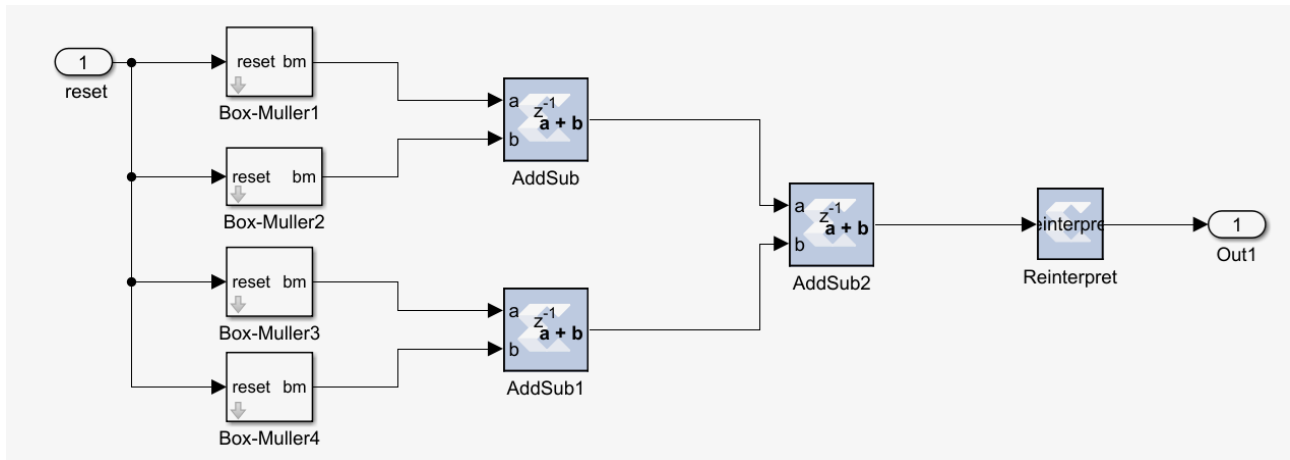 1
reset
reset bm
Box-Muller1
reset bm
Box-Muller2
reset bm
Box-Muller3
reset bm
Box-Muller4
a
b
z-1
a + b
AddSub
a
b
z-1
a + b
AddSub1
a
b
z-1
a + b
AddSub2
einterpre
Reinterpret
1
Out1